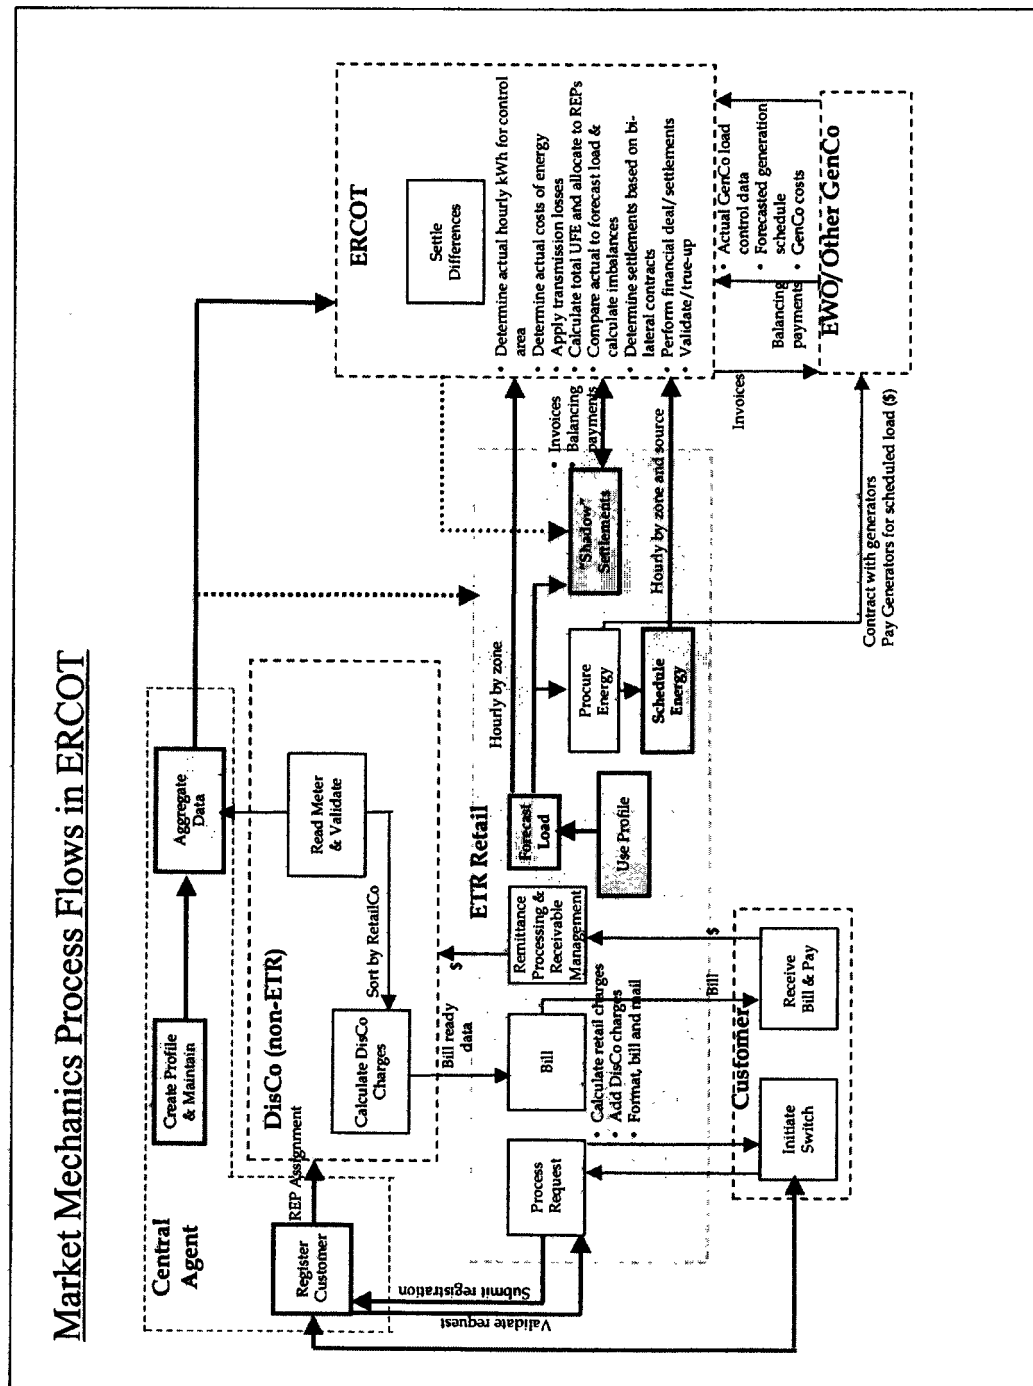 Market Mechanics Process Flows in ERCOT
Central
Agent
Create Profile
& Maintain
Aggregate
Data
Register
Customer
REP Assignment
DisCo (non-ETR)
Read Meter
& Validate
Sort by RetailCo
Calculate DisCo
Charges
Submit registration
Validate request
Bill ready
data
$
ETR Retail
Process
Request
Bill
• Calculate retail charges
• Add DisCo charges
• Format, bill and mail
Remittance
Processing &
Receivable
Management
Forecast
Load
Use Profile
Procure
Energy
Schedule
Energy
"Shadow"
Settlements
Hourly by zone
Hourly by zone and source
• Invoices
• Balancing
payments
ERCOT
Settle
Differences
• Determine actual hourly kWh for control
area
• Determine actual costs of energy
• Apply transmission losses
• Calculate total UFE and allocate to REPs
• Compare actual to forecast load &
calculate imbalances
• Determine settlements based on bi-
lateral contracts
• Perform financial deal/settlements
• Validate/true-up
Customer
Initiate
Switch
Receive
Bill & Pay
Bill
$
Invoices
Balancing
payments
• Actual GenCo load
control data
• Forecasted generation
schedule
• GenCo costs
EWO/Other GenCo
Contract with generators
Pay Generators for scheduled load ($)